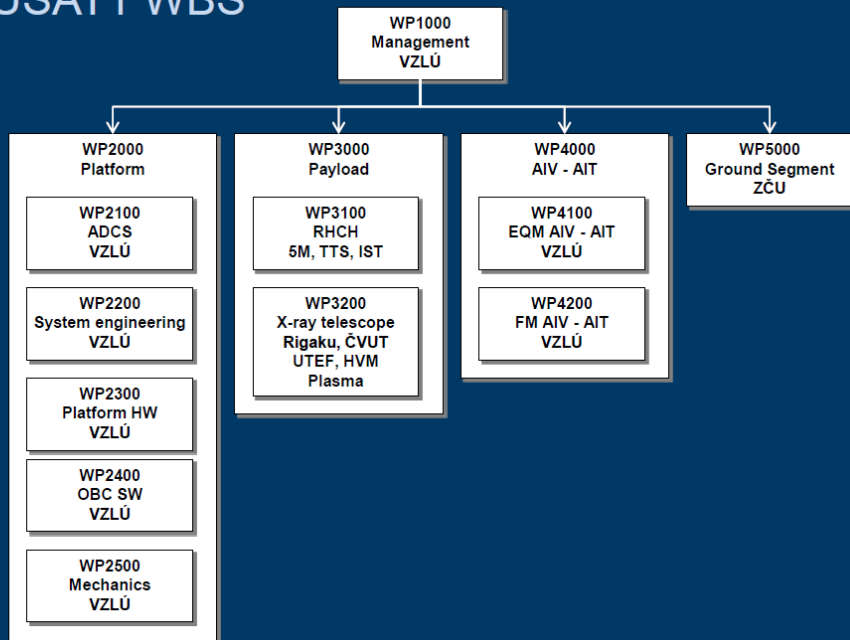 WBS
WP1000
Management
VZLÚ
WP2000
Platform
WP2100
ADCS
VZLÚ
WP2200
System engineering
VZLÚ
WP2300
Platform HW
VZLÚ
WP2400
OBC SW
VZLÚ
WP2500
Mechanics
VZLÚ
WP3000
Payload
WP3100
RHCH
5M, TTS, IST
WP3200
X-ray telescope
Rigaku, ČVUT
UTEF, HVM
Plasma
WP4000
AIV - AIT
WP4100
EQM AIV - AIT
VZLÚ
WP4200
FM AIV - AIT
VZLÚ
WP5000
Ground Segment
ZČU